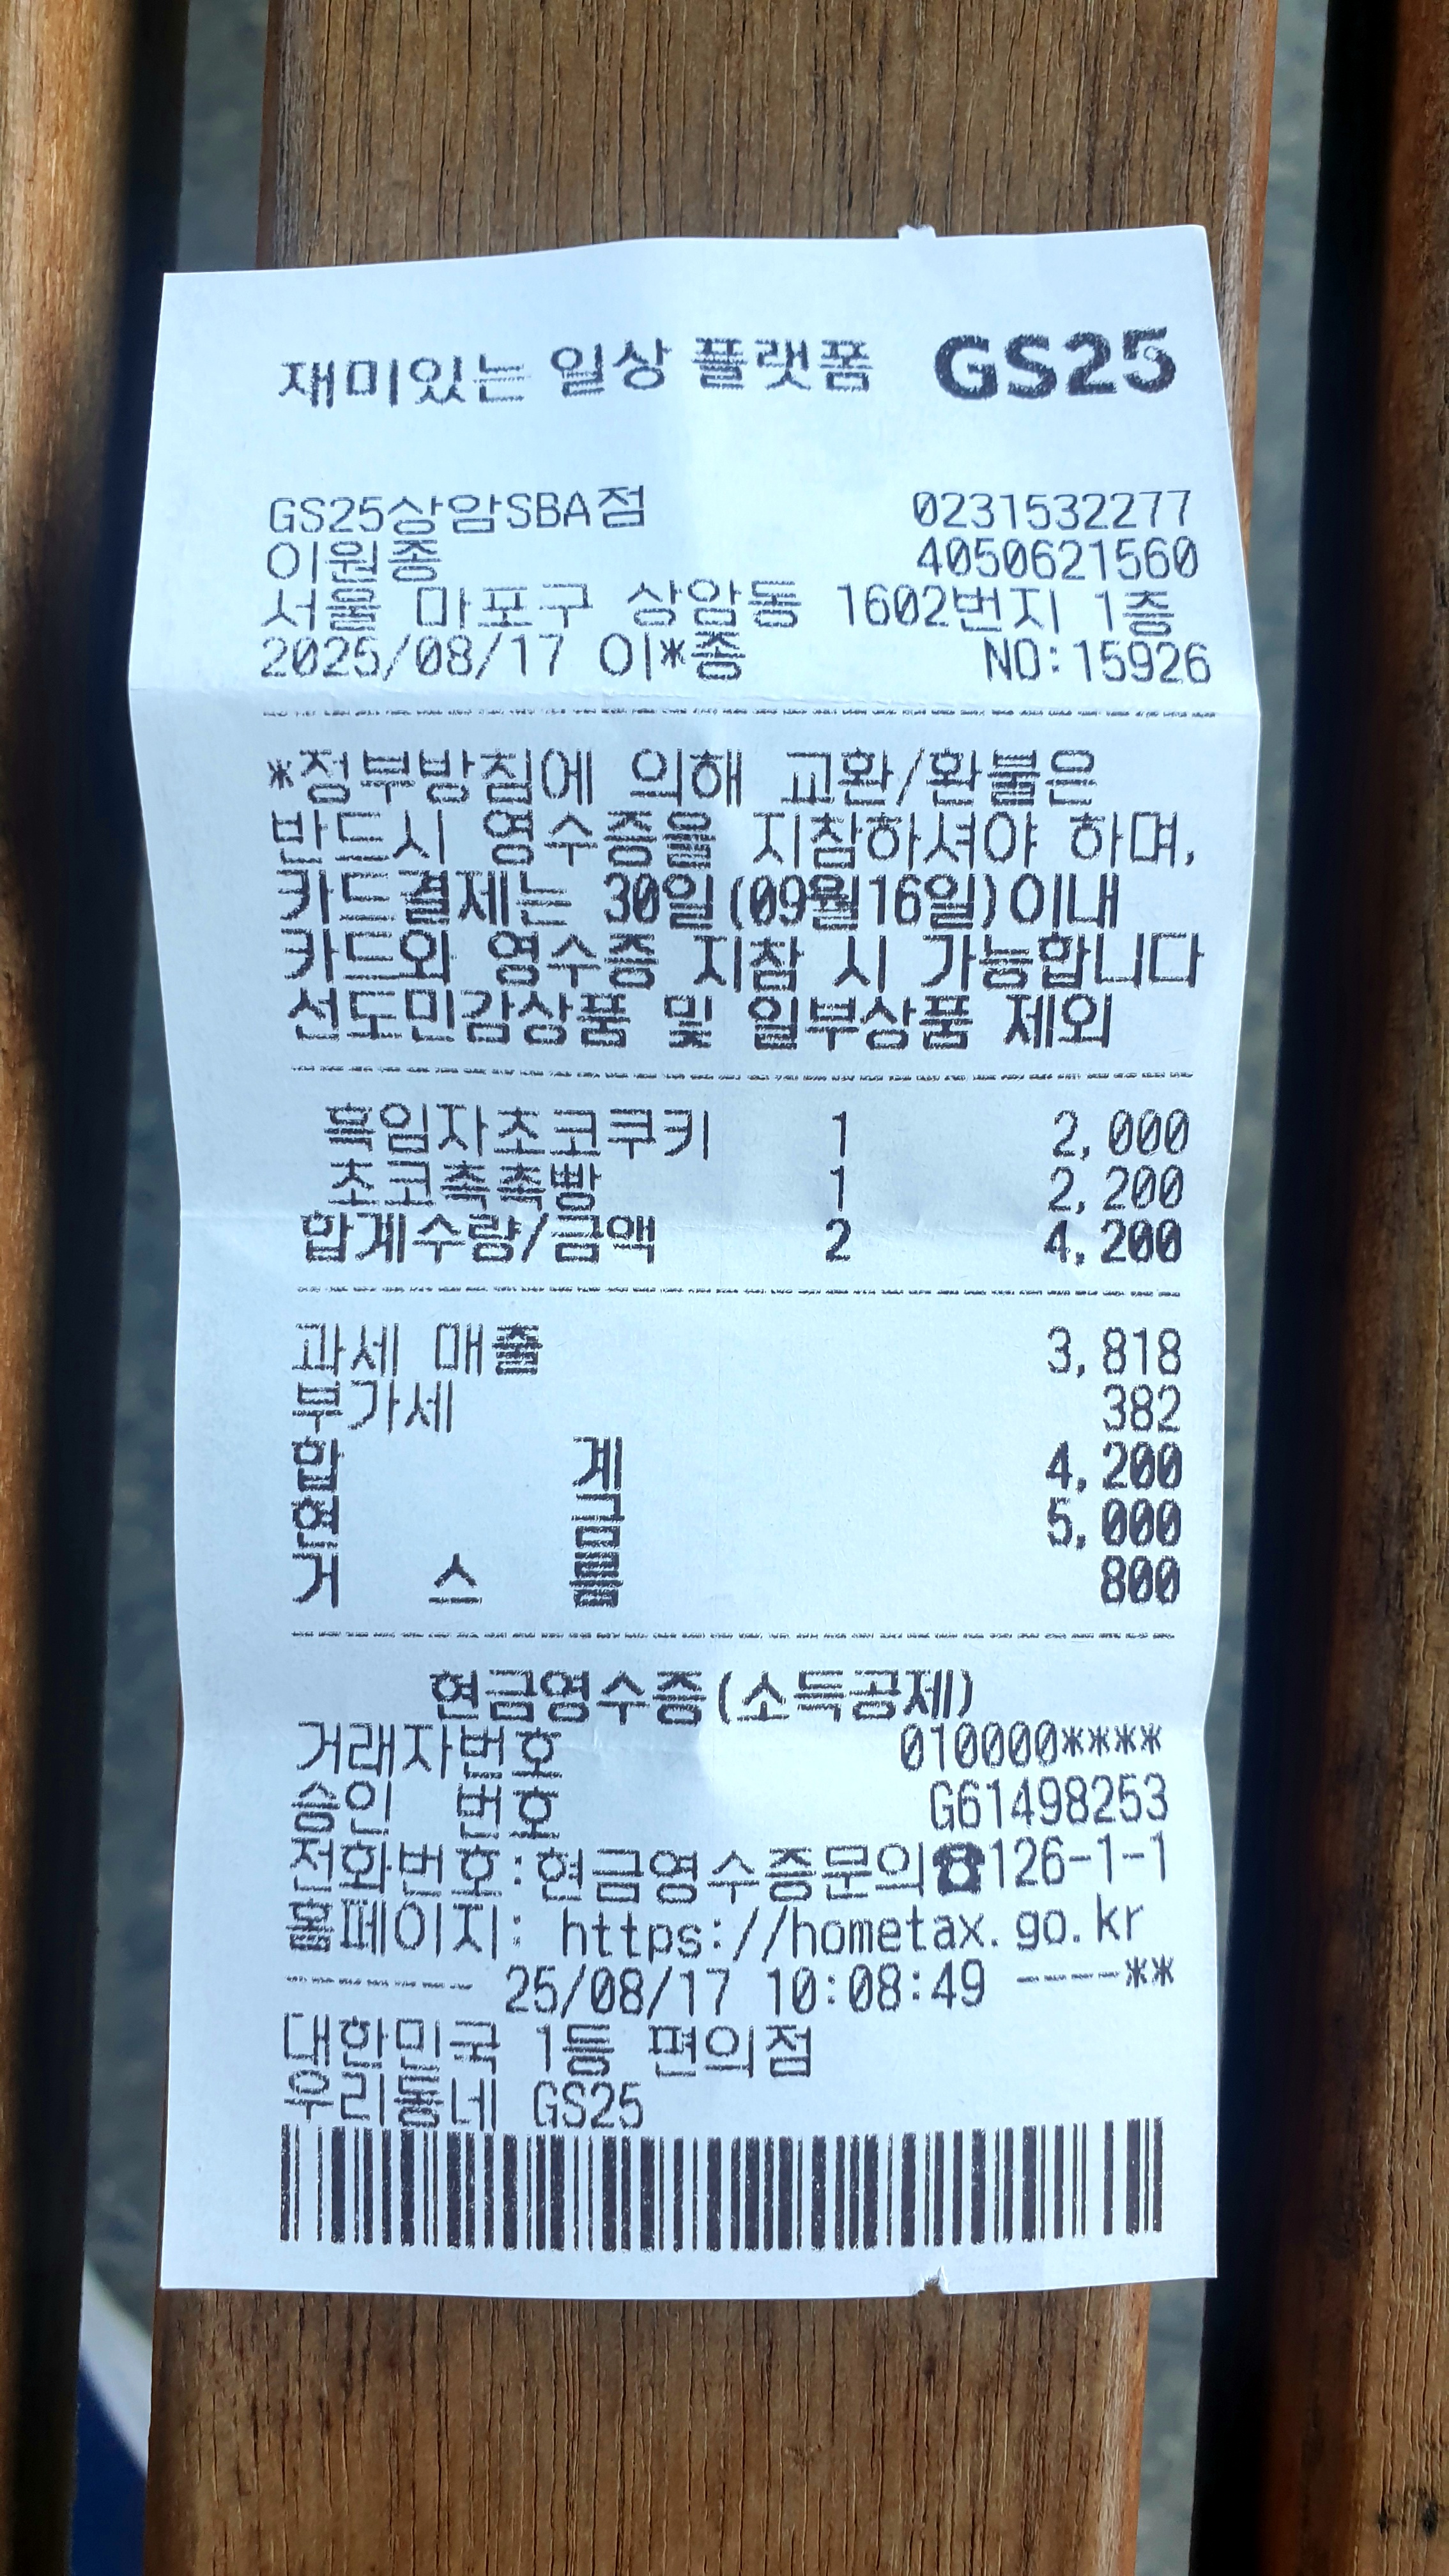 재미있는 일상 플랫폼 GS25
GS25상암SBA점 0231532277
이원종 4050621560
서울 마포구 상암동 1602번지 1층
2025/08/17 이*종 NO:15926
*정부방침에 의해 교환/환불은
반드시 영수증을 지참하셔야 하며,
카드결제는 30일(09월16일)이내
카드와 영수증 지참 시 가능합니다
선도민감상품 및 일부상품 제외
흑임자초코쿠키 1 2,000
초코촉촉빵 1 2,200
합계수량/금액 2 4,200
과세 매출 3,818
부가세 382
합 계 4,200
현 금 5,000
거 스 름 800
현금영수증(소득공제)
거래자번호 010000****
승인 번호 G61498253
전화번호:현금영수증문의☎126-1-1
홈페이지: https://hometax.go.kr
-------- 25/08/17 10:08:49 ----**
대한민국 1등 편의점
우리동네 GS25